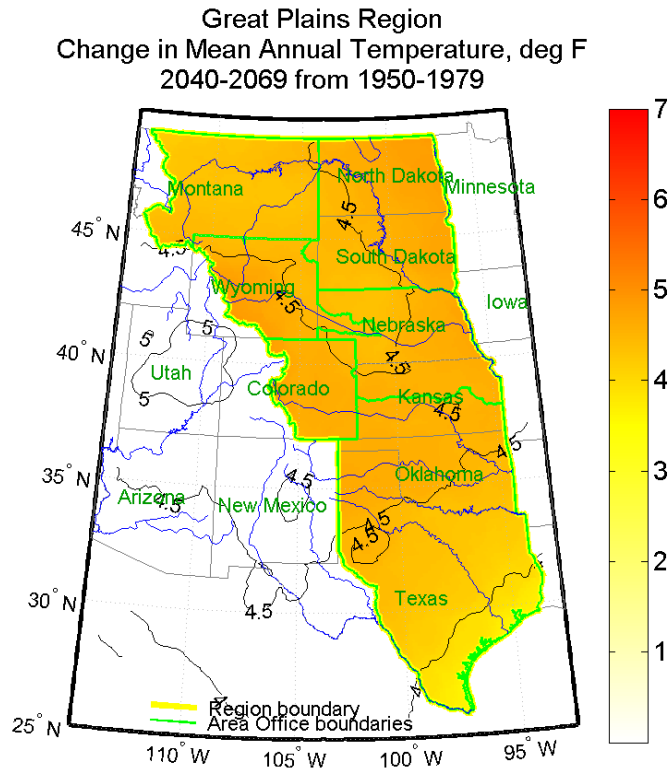 Great Plains Region
Change in Mean Annual Temperature, deg F
2040-2069 from 1950-1979
7
6
5
4
3
2
1
North Dakota
Minnesota
Montana
4.5
45° N
4.5
South Dakota
Wyoming
4.5
Iowa
5
5
Nebraska
40° N
4.5
Utah
Colorado
5
Kansas
4.5
4.5
35° N
4.5
Oklahoma
Arizona
4.5
New Mexico
4.5
4.5
30° N
4.5
Texas
4
Region boundary
Area Office boundaries
25° N
110° W
105° W
100° W
95° W